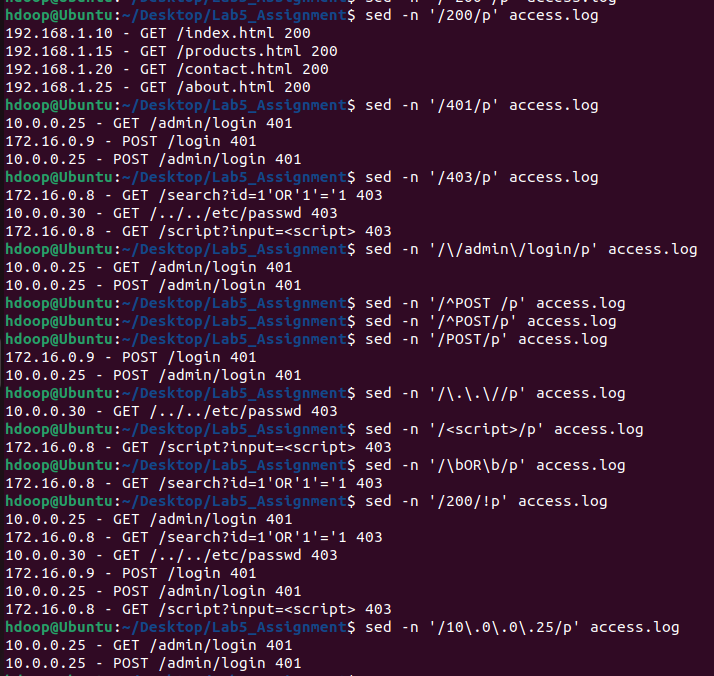 hdoop@Ubuntu:~/Desktop/Lab5_Assignment$ sed -n '/200/p' access.log
192.168.1.10 - GET /index.html 200
192.168.1.15 - GET /products.html 200
192.168.1.20 - GET /contact.html 200
192.168.1.25 - GET /about.html 200
hdoop@Ubuntu:~/Desktop/Lab5_Assignment$ sed -n '/401/p' access.log
10.0.0.25 - GET /admin/login 401
172.16.0.9 - POST /login 401
10.0.0.25 - POST /admin/login 401
hdoop@Ubuntu:~/Desktop/Lab5_Assignment$ sed -n '/403/p' access.log
172.16.0.8 - GET /search?id=1'OR'1'='1 403
10.0.0.30 - GET /../../etc/passwd 403
172.16.0.8 - GET /script?input=<script> 403
hdoop@Ubuntu:~/Desktop/Lab5_Assignment$ sed -n '/\/admin\/login/p' access.log
10.0.0.25 - GET /admin/login 401
10.0.0.25 - POST /admin/login 401
hdoop@Ubuntu:~/Desktop/Lab5_Assignment$ sed -n '/^POST /p' access.log
hdoop@Ubuntu:~/Desktop/Lab5_Assignment$ sed -n '/^POST/p' access.log
hdoop@Ubuntu:~/Desktop/Lab5_Assignment$ sed -n '/POST/p' access.log
172.16.0.9 - POST /login 401
10.0.0.25 - POST /admin/login 401
hdoop@Ubuntu:~/Desktop/Lab5_Assignment$ sed -n '/\.\.\//p' access.log
10.0.0.30 - GET /../../etc/passwd 403
hdoop@Ubuntu:~/Desktop/Lab5_Assignment$ sed -n '/<script>/p' access.log
172.16.0.8 - GET /script?input=<script> 403
hdoop@Ubuntu:~/Desktop/Lab5_Assignment$ sed -n '/\bOR\b/p' access.log
172.16.0.8 - GET /search?id=1'OR'1'='1 403
hdoop@Ubuntu:~/Desktop/Lab5_Assignment$ sed -n '/200/!p' access.log
10.0.0.25 - GET /admin/login 401
172.16.0.8 - GET /search?id=1'OR'1'='1 403
10.0.0.30 - GET /../../etc/passwd 403
172.16.0.9 - POST /login 401
10.0.0.25 - POST /admin/login 401
172.16.0.8 - GET /script?input=<script> 403
hdoop@Ubuntu:~/Desktop/Lab5_Assignment$ sed -n '/10\.0\.0\.25/p' access.log
10.0.0.25 - GET /admin/login 401
10.0.0.25 - POST /admin/login 401